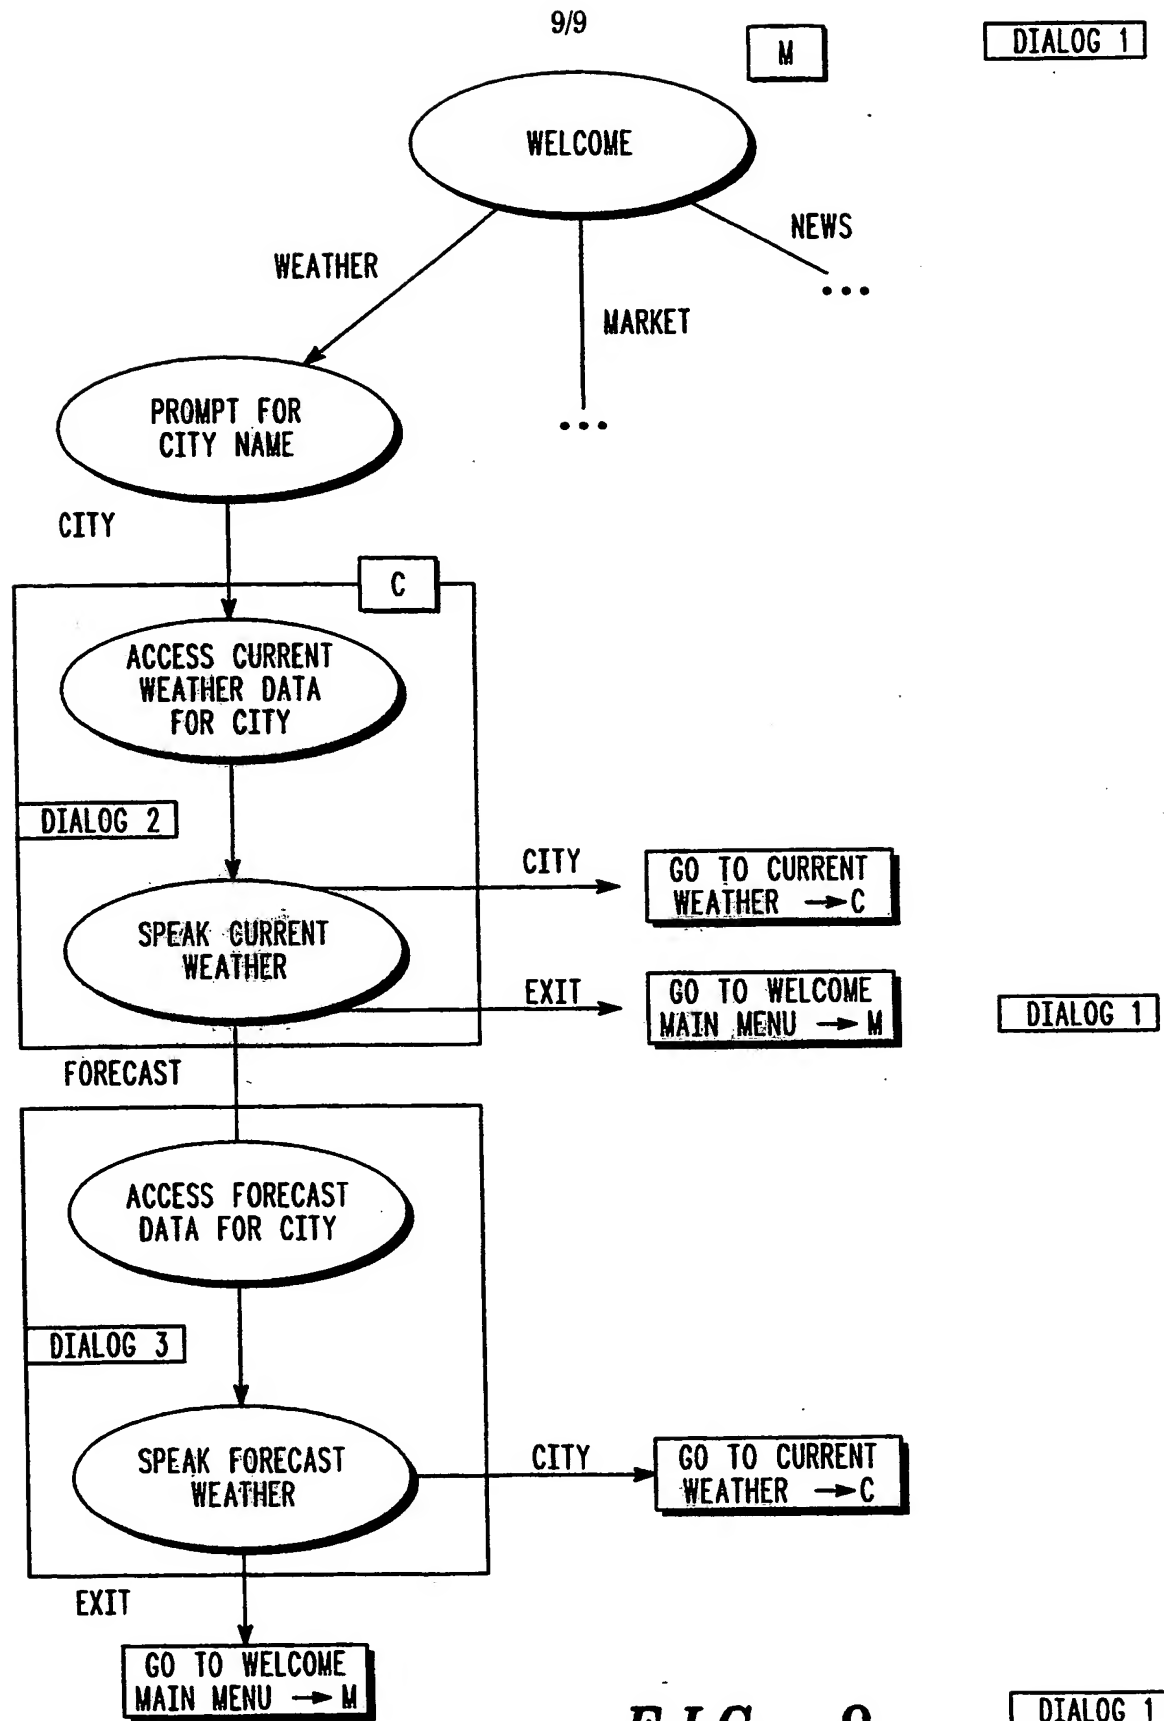 9/9
M
DIALOG 1
WELCOME
NEWS
WEATHER
MARKET
...
...
PROMPT FOR
CITY NAME
CITY
C
ACCESS CURRENT
WEATHER DATA
FOR CITY
DIALOG 2
CITY
GO TO CURRENT
WEATHER → C
SPEAK CURRENT
WEATHER
EXIT
GO TO WELCOME
MAIN MENU → M
DIALOG 1
FORECAST
ACCESS FORECAST
DATA FOR CITY
DIALOG 3
SPEAK FORECAST
WEATHER
CITY
GO TO CURRENT
WEATHER → C
EXIT
GO TO WELCOME
MAIN MENU → M
DIALOG 1